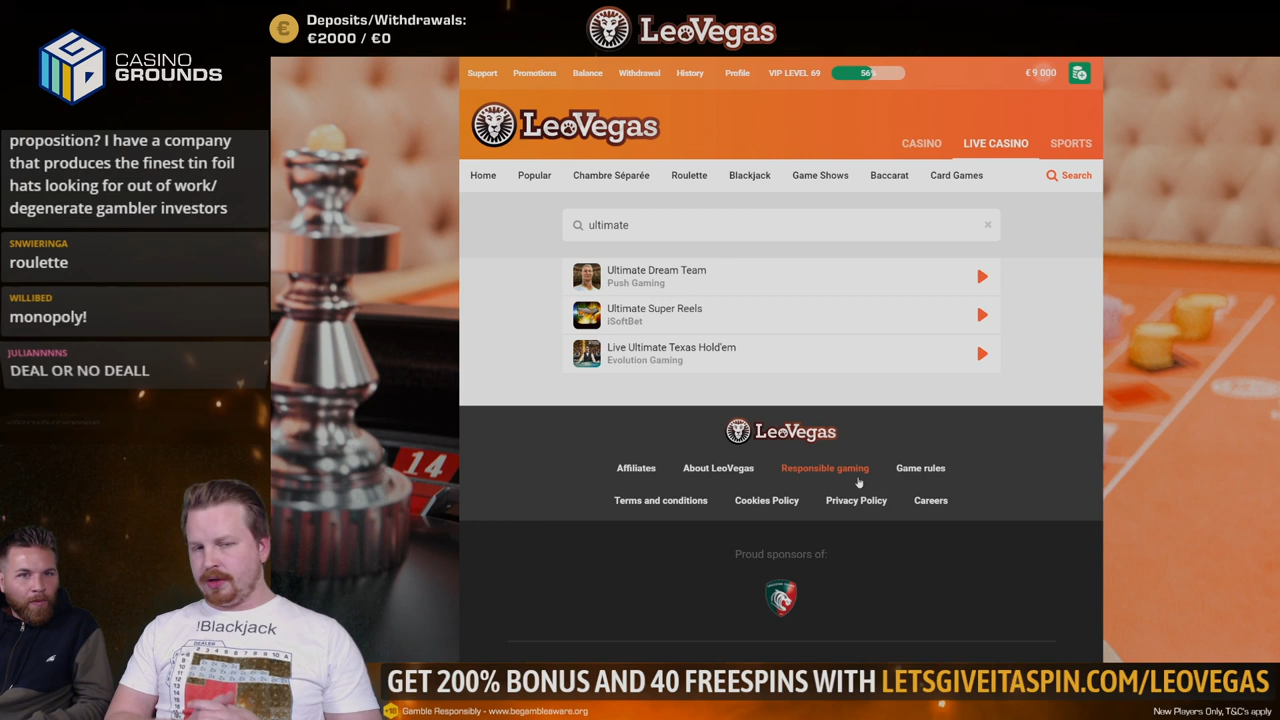 Deposits/Withdrawals:
€2000 / €0
LeoVegas
CASINO
GROUNDS
proposition? I have a company
that produces the finest tin foil
hats looking for out of work/
degenerate gambler investors
SNWIERINGA
roulette
WILLIBED
monopoly!
JULIANNNS
DEAL OR NO DEALL
Support Promotions Balance Withdrawal History Profile VIP LEVEL 69 56% €9 000
LeoVegas
CASINO LIVE CASINO SPORTS
Home Popular Chambre Séparée Roulette Blackjack Game Shows Baccarat Card Games Search
ultimate
Ultimate Dream Team
Push Gaming
Ultimate Super Reels
iSoftBet
Live Ultimate Texas Hold'em
Evolution Gaming
LeoVegas
Affiliates About LeoVegas Responsible gaming Game rules
Terms and conditions Cookies Policy Privacy Policy Careers
Proud sponsors of:
14
!Blackjack
DEALER
GET 200% BONUS AND 40 FREESPINS WITH LETSGIVEITASPIN.COM/LEOVEGAS
Gamble Responsibly - www.begambleaware.org
New Players Only, T&C's apply